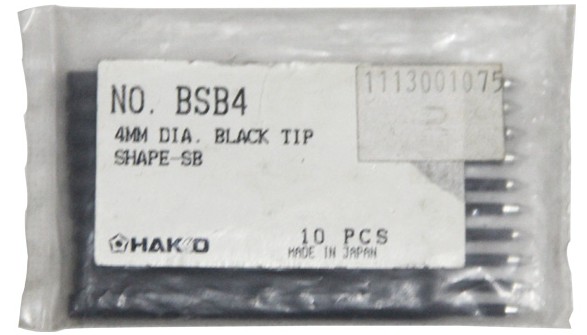 1113001075
NO. BSB4
4MM DIA. BLACK TIP
SHAPE-SB
HAKKO
10 PCS
MADE IN JAPAN